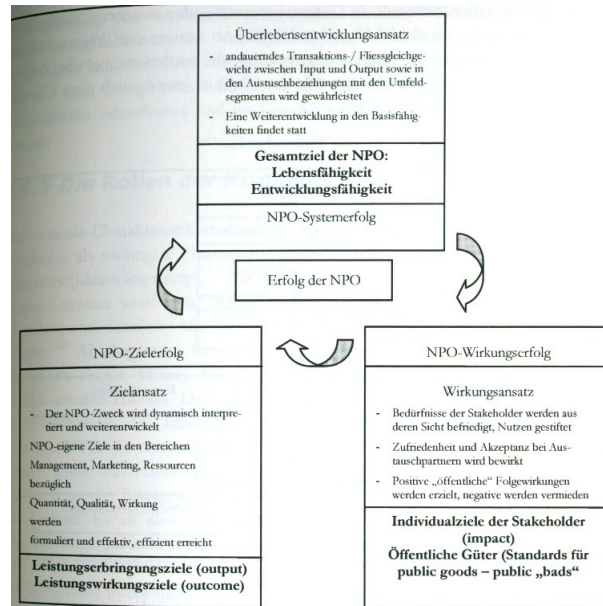 Überlebensentwicklungsansatz
- andauerndes Transaktions-/ Fliessgleichge-
wicht zwischen Input und Output sowie in
den Austuschbeziehungen mit den Umfeld-
segmenten wird gewährleistet
- Eine Weiterentwicklung in den Basisfähig-
keiten findet statt
Gesamtziel der NPO:
Lebensfähigkeit
Entwicklungsfähigkeit
NPO-Systemerfolg
Erfolg der NPO
NPO-Zielerfolg
Zielansatz
- Der NPO-Zweck wird dynamisch interpre-
tiert und weiterentwickelt
NPO-eigene Ziele in den Bereichen
Management, Marketing, Ressourcen
bezüglich
Quantität, Qualität, Wirkung
werden
formuliert und effektiv, effizient erreicht
Leistungserbringungsziele (output)
Leistungswirkungsziele (outcome)
NPO-Wirkungserfolg
Wirkungsansatz
- Bedürfnisse der Stakeholder werden aus
deren Sicht befriedigt, Nutzen gestiftet
- Zufriedenheit und Akzeptanz bei Aus-
tauschpartnern wird bewirkt
- Positive „öffentliche" Folgewirkungen
werden erzielt, negative werden vermieden
Individualziele der Stakeholder
(impact)
Öffentliche Güter (Standards für
public goods – public „bads"